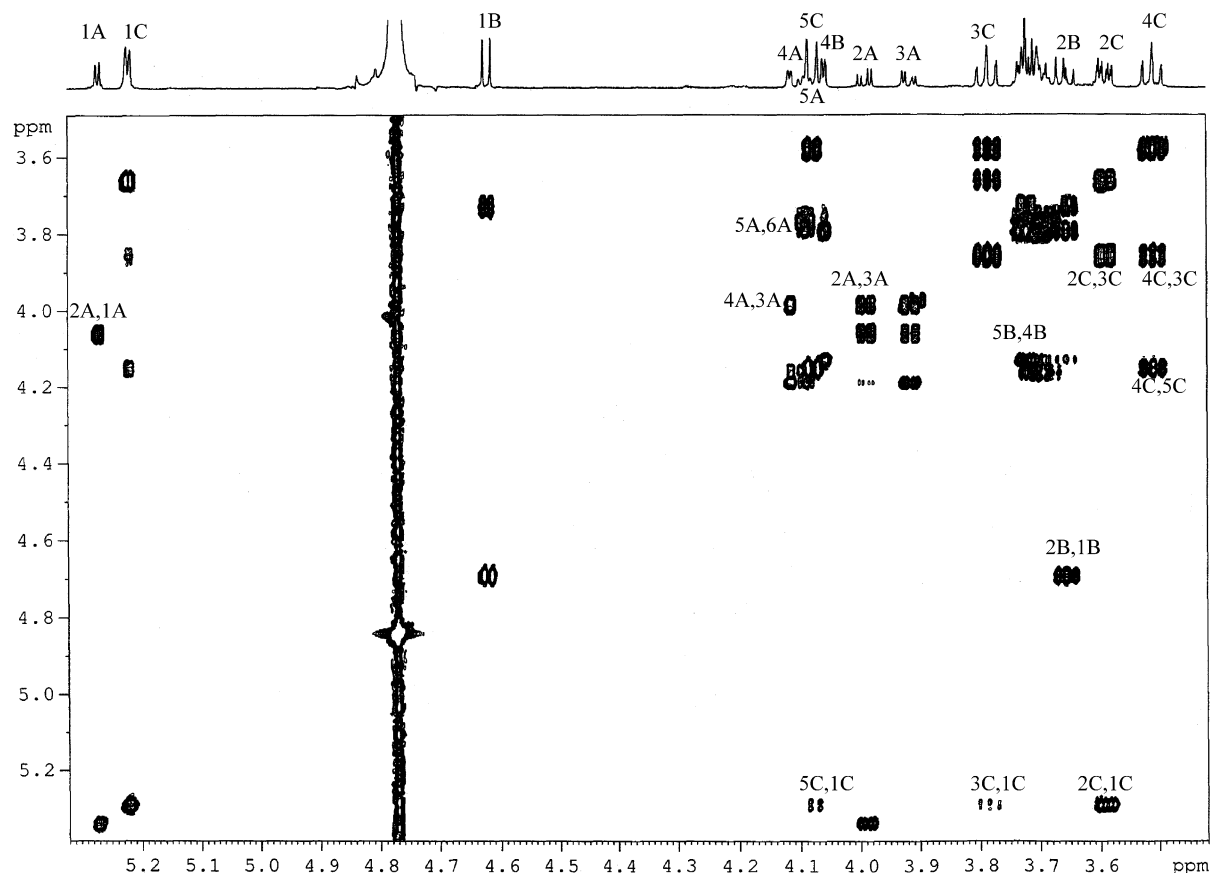 1A 1C 1B 5C 3C 4C
4A 4B 2A 3A 2B 2C
5A
ppm
3.6
3.8
5A,6A
4.0
2A,1A 4A,3A 2A,3A 2C,3C 4C,3C
5B,4B
4.2
4C,5C
4.4
4.6
2B,1B
4.8
5.0
5.2
5C,1C 3C,1C 2C,1C
5.2 5.1 5.0 4.9 4.8 4.7 4.6 4.5 4.4 4.3 4.2 4.1 4.0 3.9 3.8 3.7 3.6 ppm